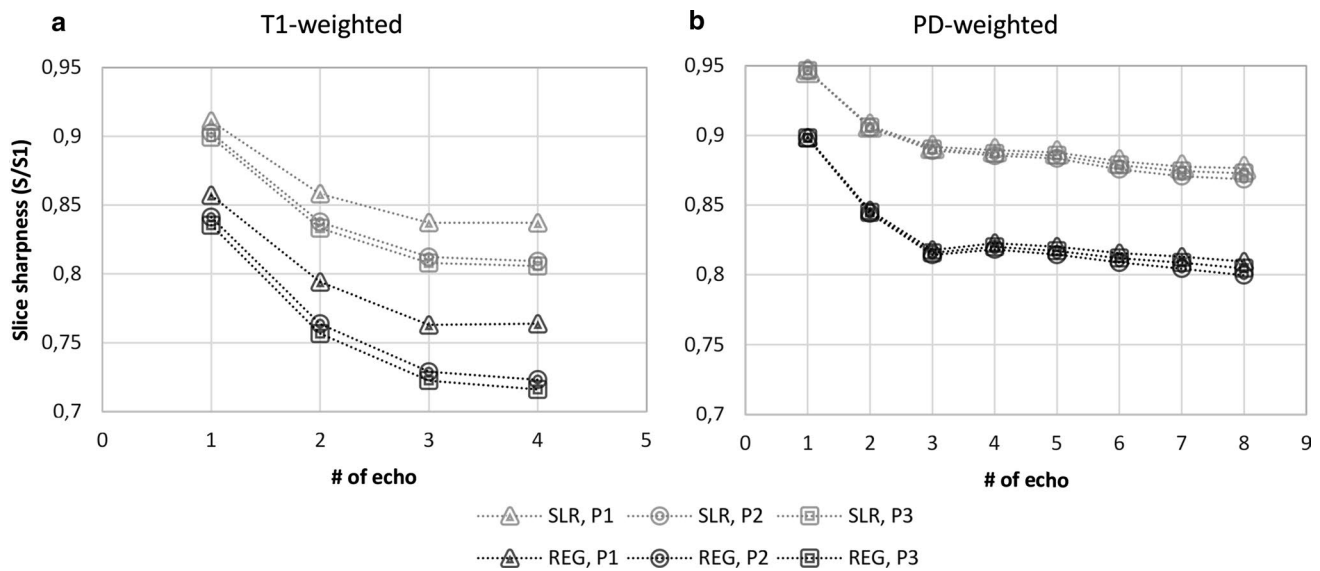 a T1-weighted
b PD-weighted
Slice sharpness (S/S1)
0,95
0,9
0,85
0,8
0,75
0,7
0 1 2 3 4 5
# of echo
0,95
0,9
0,85
0,8
0,75
0,7
0 1 2 3 4 5 6 7 8 9
# of echo
SLR, P1 SLR, P2 SLR, P3
REG, P1 REG, P2 REG, P3